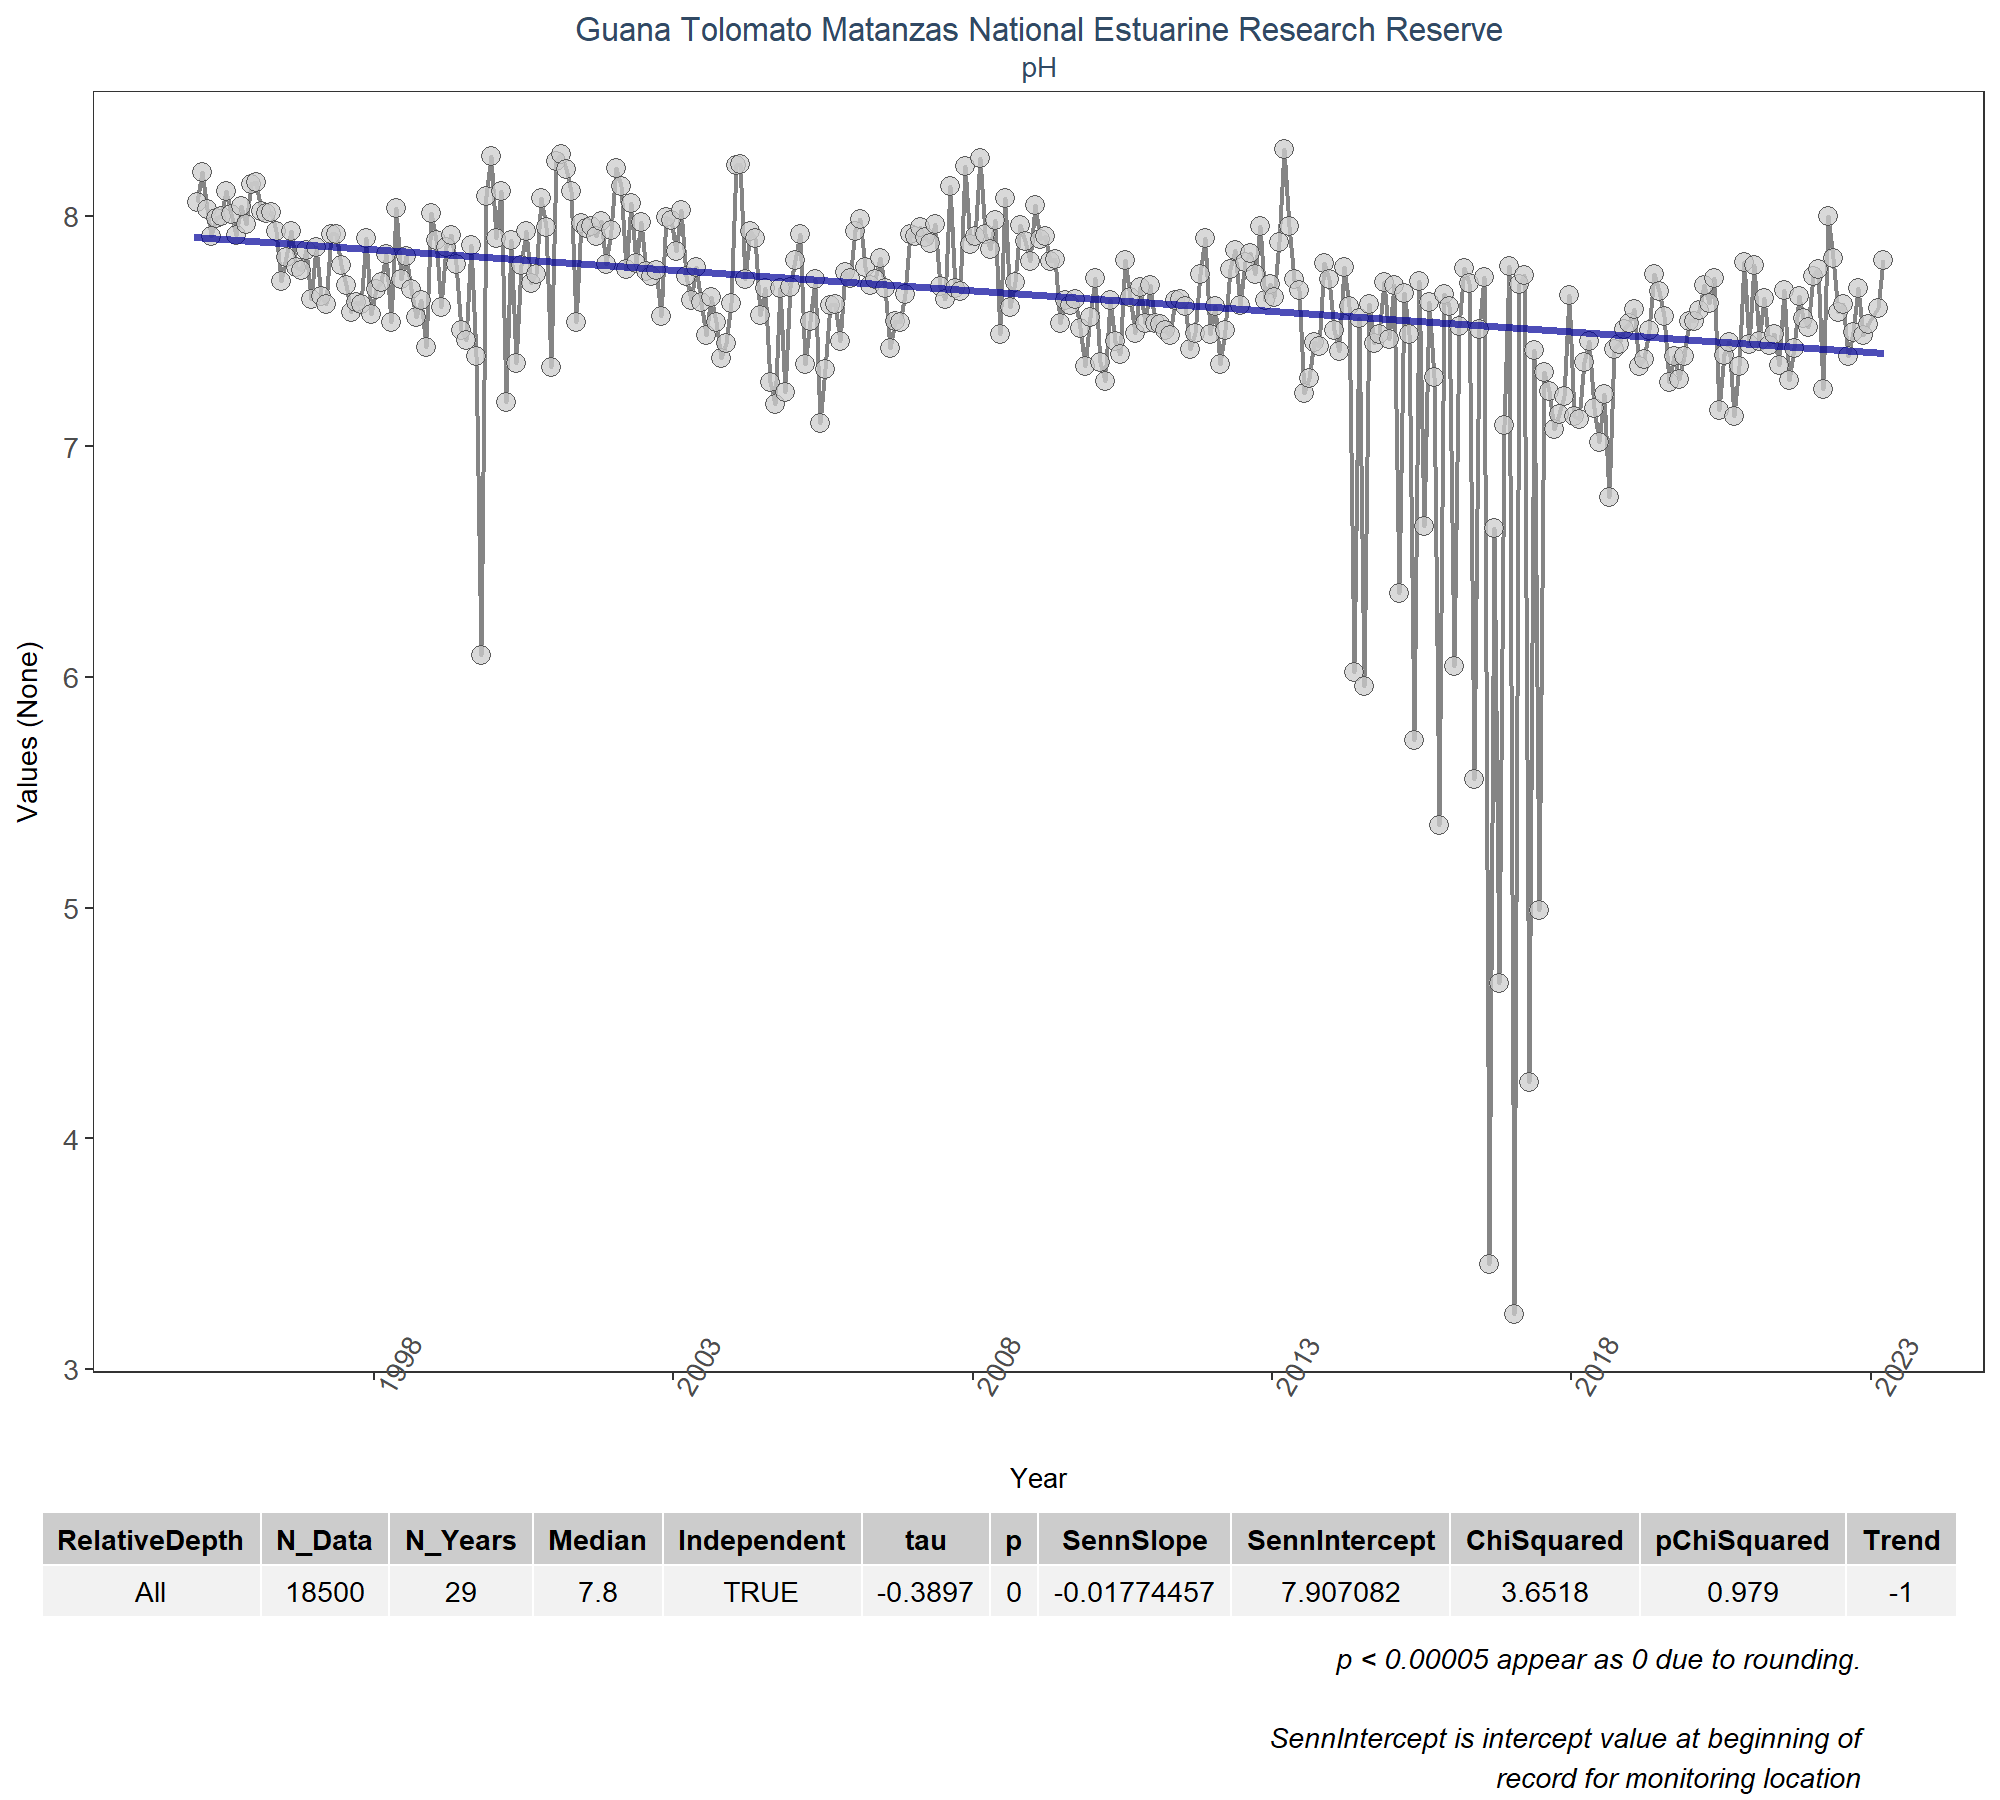 Guana Tolomato Matanzas National Estuarine Research Reserve
pH
8
7
6
5
4
3
Values (None)
1998 2003 2008 2013 2018 2023
Year
RelativeDepth N_Data N_Years Median Independent tau p SennSlope SennIntercept ChiSquared pChiSquared Trend
All 18500 29 7.8 TRUE -0.3897 0 -0.01774457 7.907082 3.6518 0.979 -1
p < 0.00005 appear as 0 due to rounding.
SennIntercept is intercept value at beginning of
record for monitoring location